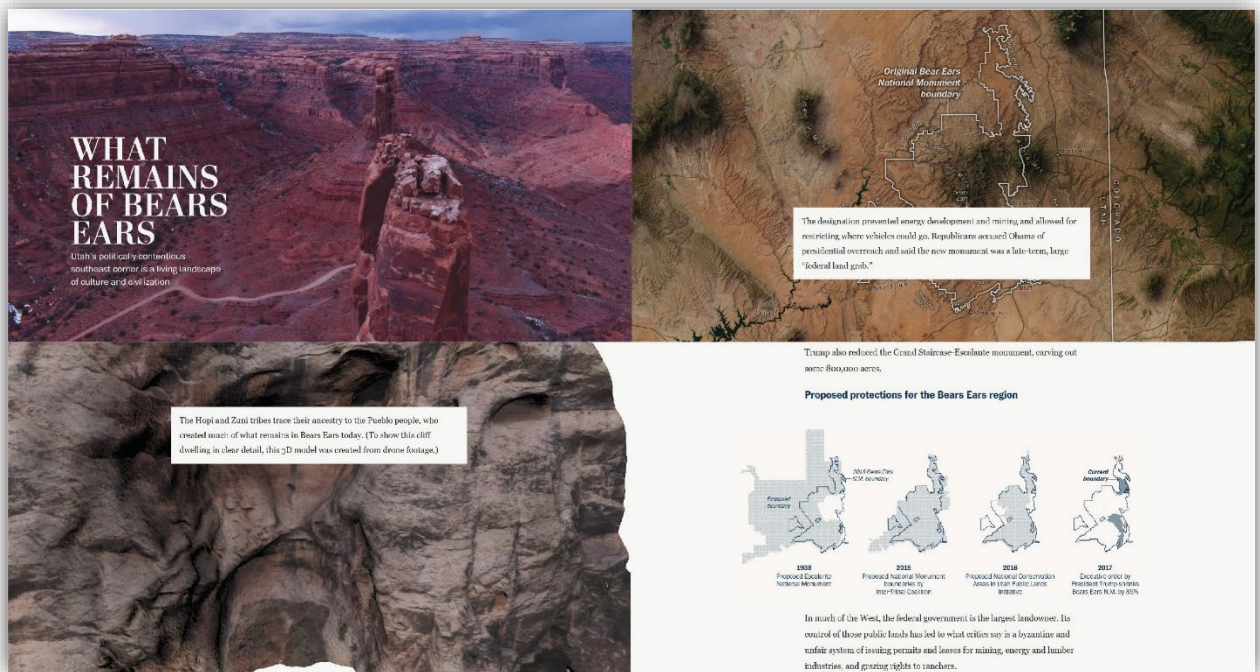 WHAT
REMAINS
OF BEARS
EARS
Utah's politically contentious
southeast corner is a living landscape
of culture and civilization
Original Bear Ears
National Monument
boundary
COLORADO
UTAH
The designation prevented energy development and mining and allowed for
restricting where vehicles could go. Republicans accused Obama of
presidential overreach and said the new monument was a late-term, large
"federal land grab."
The Hopi and Zuni tribes trace their ancestry to the Pueblo people, who
created much of what remains in Bears Ears today. (To show this cliff
dwelling in clear detail, this 3D model was created from drone footage.)
Trump also reduced the Grand Staircase-Escalante monument, carving out
some 800,000 acres.
Proposed protections for the Bears Ears region
Proposed
boundary
2016 Bears Ears
N.M. boundary
Current
boundary
1938
Proposed Escalante
National Monument
2015
Proposed National Monument
boundaries by
Inter-Tribal Coalition
2016
Proposed National Conservation
Areas in Utah Public Lands
Initiative
2017
Executive order by
President Trump shrinks
Bears Ears N.M. by 85%
In much of the West, the federal government is the largest landowner. Its
control of those public lands has led to what critics say is a byzantine and
unfair system of issuing permits and leases for mining, energy and lumber
industries, and grazing rights to ranchers.